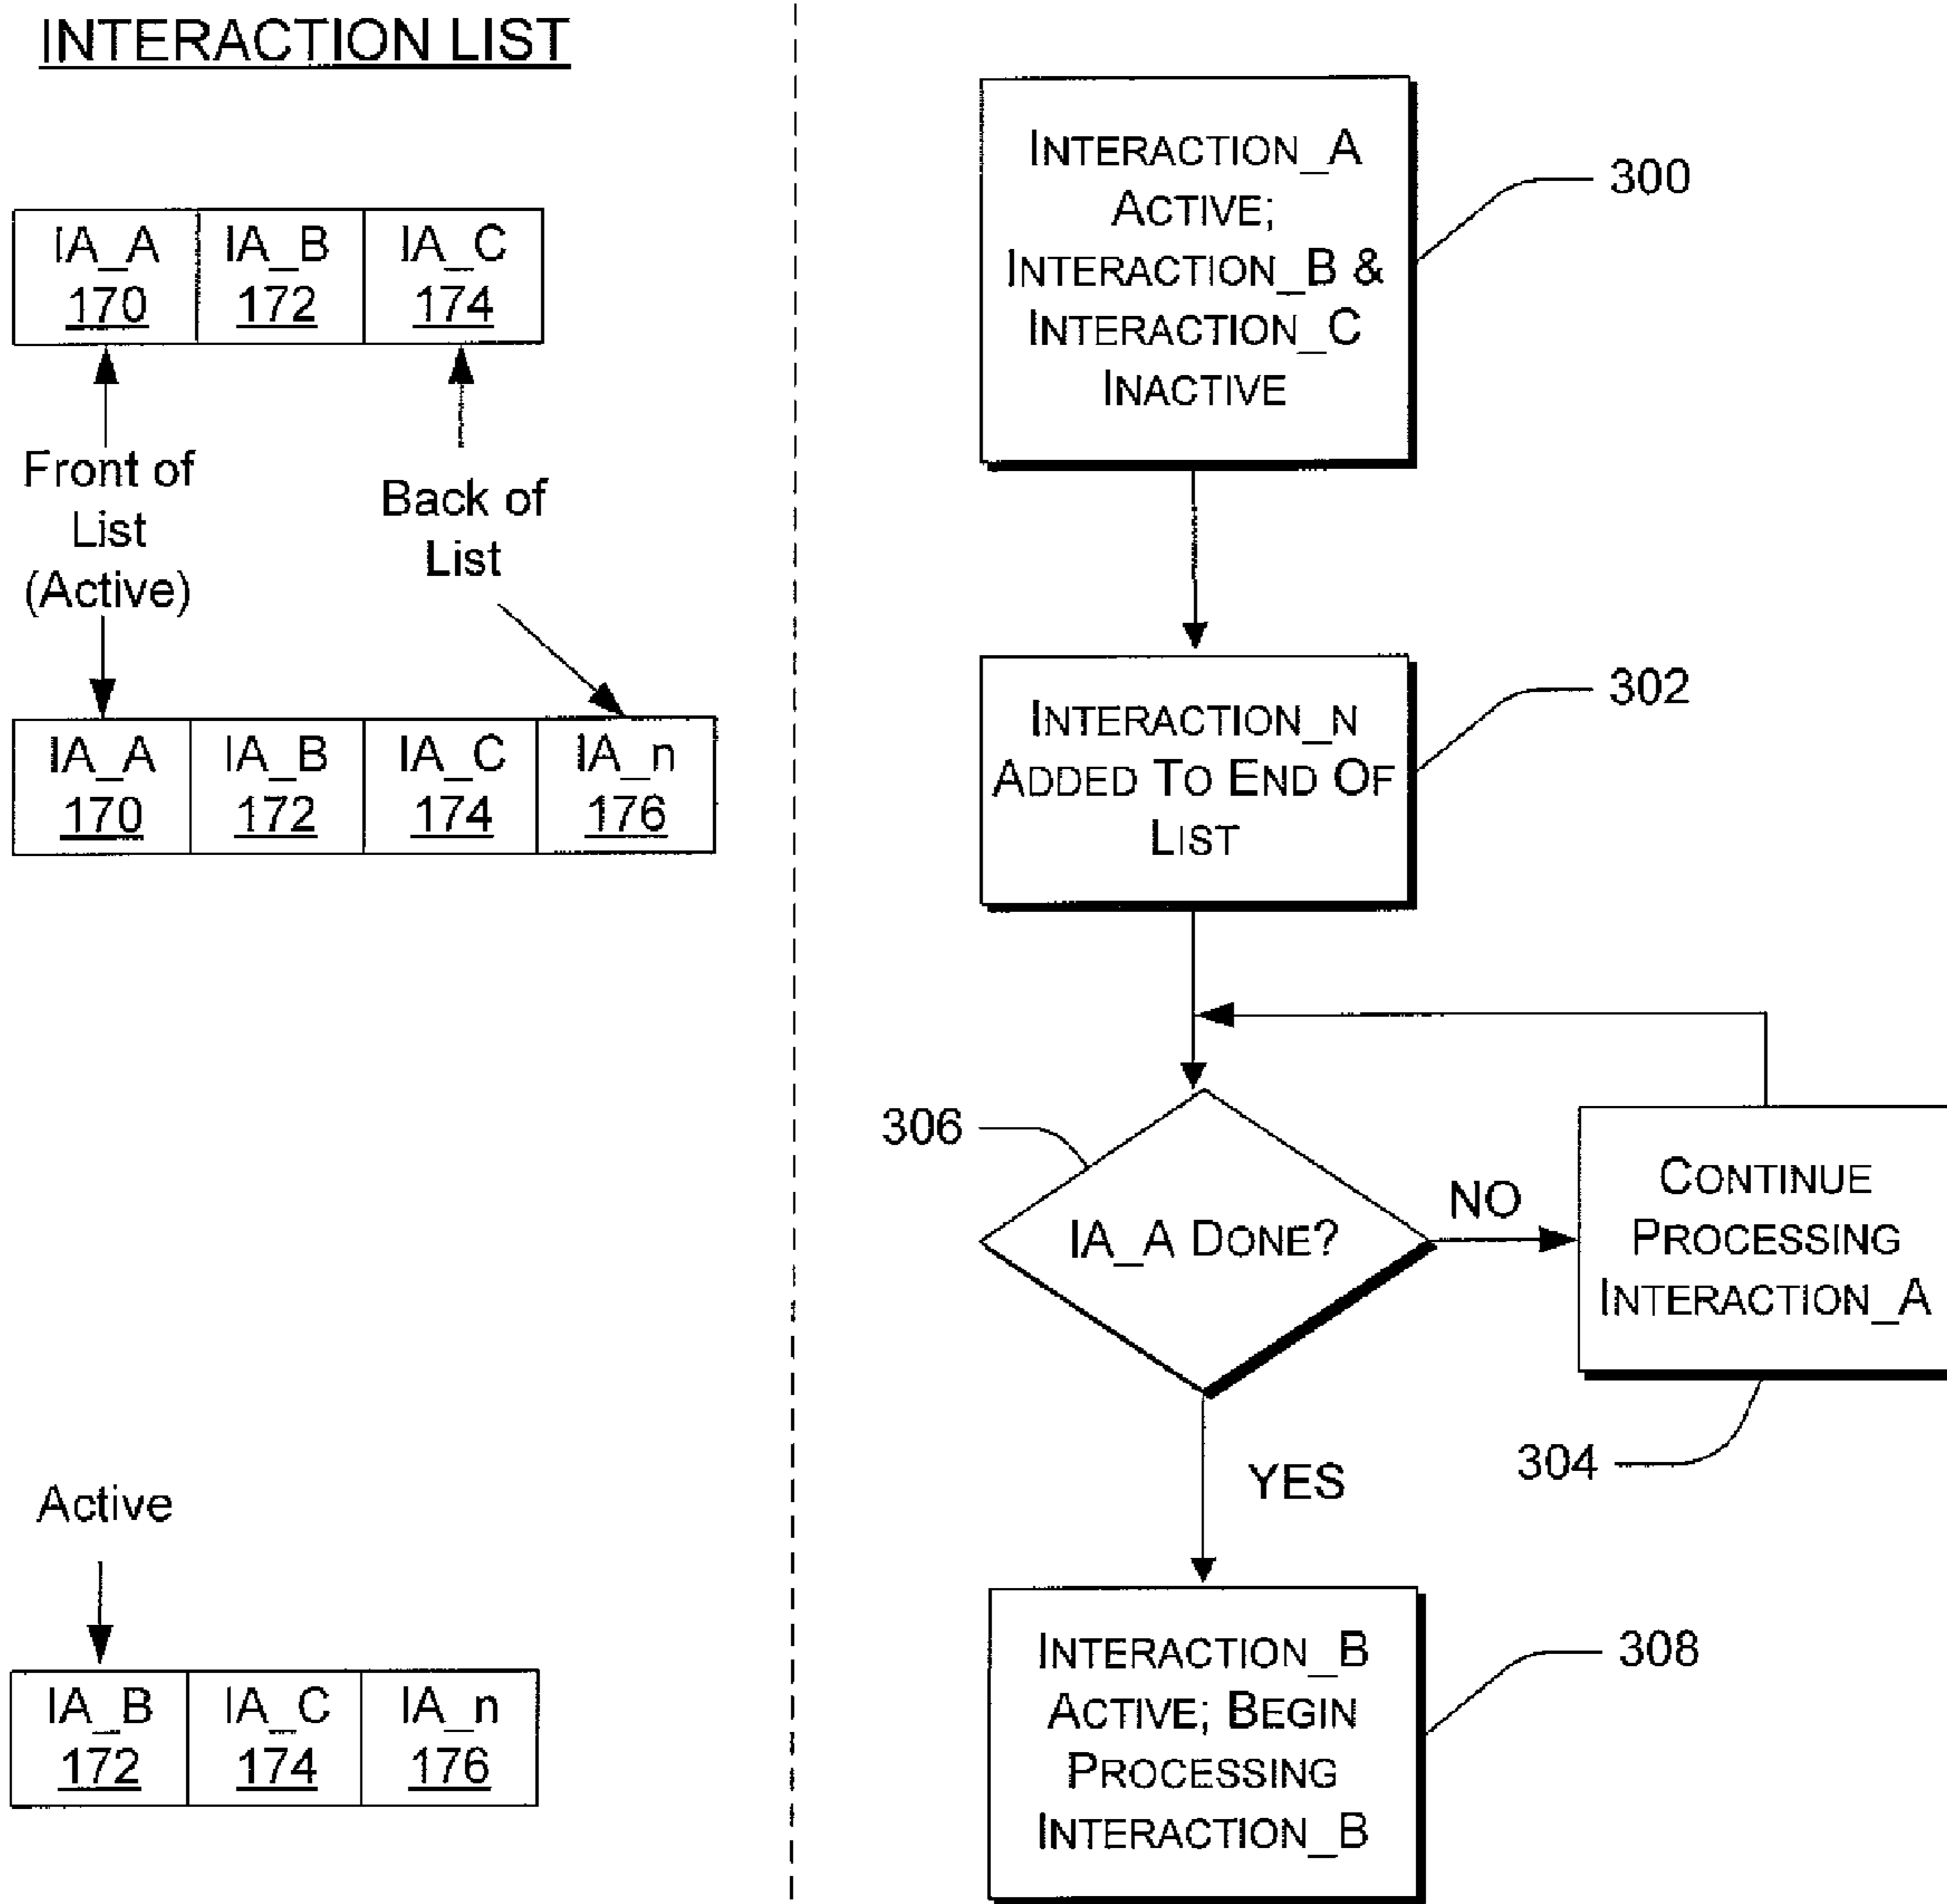 INTERACTION LIST
IA_A
170
IA_B
172
IA_C
174
Front of
List
(Active)
Back of
List
IA_A
170
IA_B
172
IA_C
174
IA_n
176
Active
IA_B
172
IA_C
174
IA_n
176
INTERACTION_A
ACTIVE;
INTERACTION_B &
INTERACTION_C
INACTIVE
300
INTERACTION_N
ADDED TO END OF
LIST
302
306
IA_A DONE?
NO
CONTINUE
PROCESSING
INTERACTION_A
304
YES
INTERACTION_B
ACTIVE; BEGIN
PROCESSING
INTERACTION_B
308